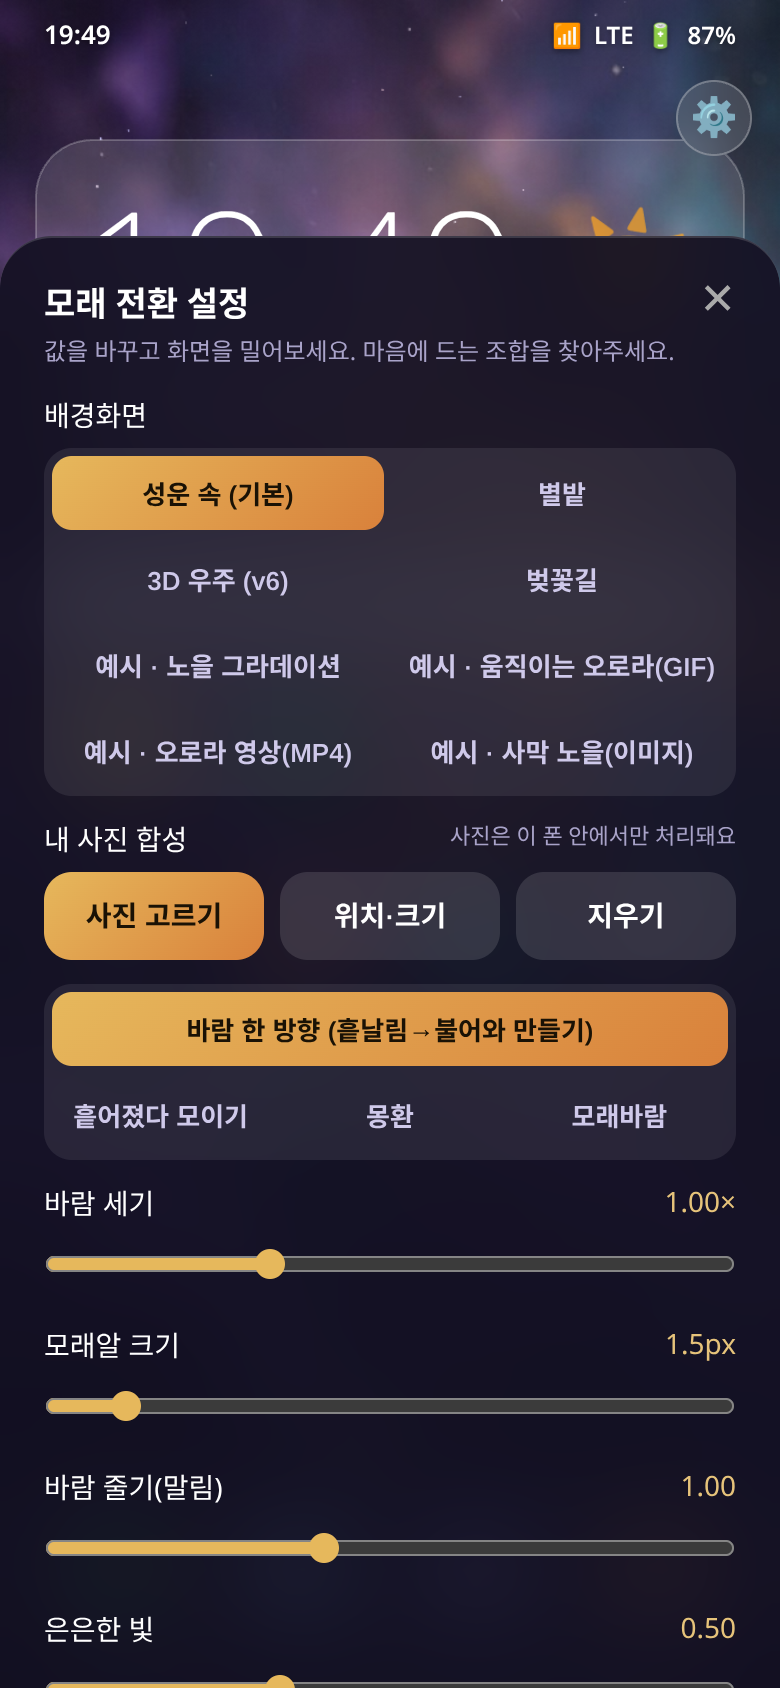 19:49
LTE 87%
모래 전환 설정
값을 바꾸고 화면을 밀어보세요. 마음에 드는 조합을 찾아주세요.
배경화면
성운 속 (기본) 별밭
3D 우주 (v6) 벚꽃길
예시 · 노을 그라데이션 예시 · 움직이는 오로라(GIF)
예시 · 오로라 영상(MP4) 예시 · 사막 노을(이미지)
내 사진 합성 사진은 이 폰 안에서만 처리돼요
사진 고르기 위치·크기 지우기
바람 한 방향 (흩날림→불어와 만들기)
흩어졌다 모이기 몽환 모래바람
바람 세기 1.00×
모래알 크기 1.5px
바람 줄기(말림) 1.00
은은한 빛 0.50